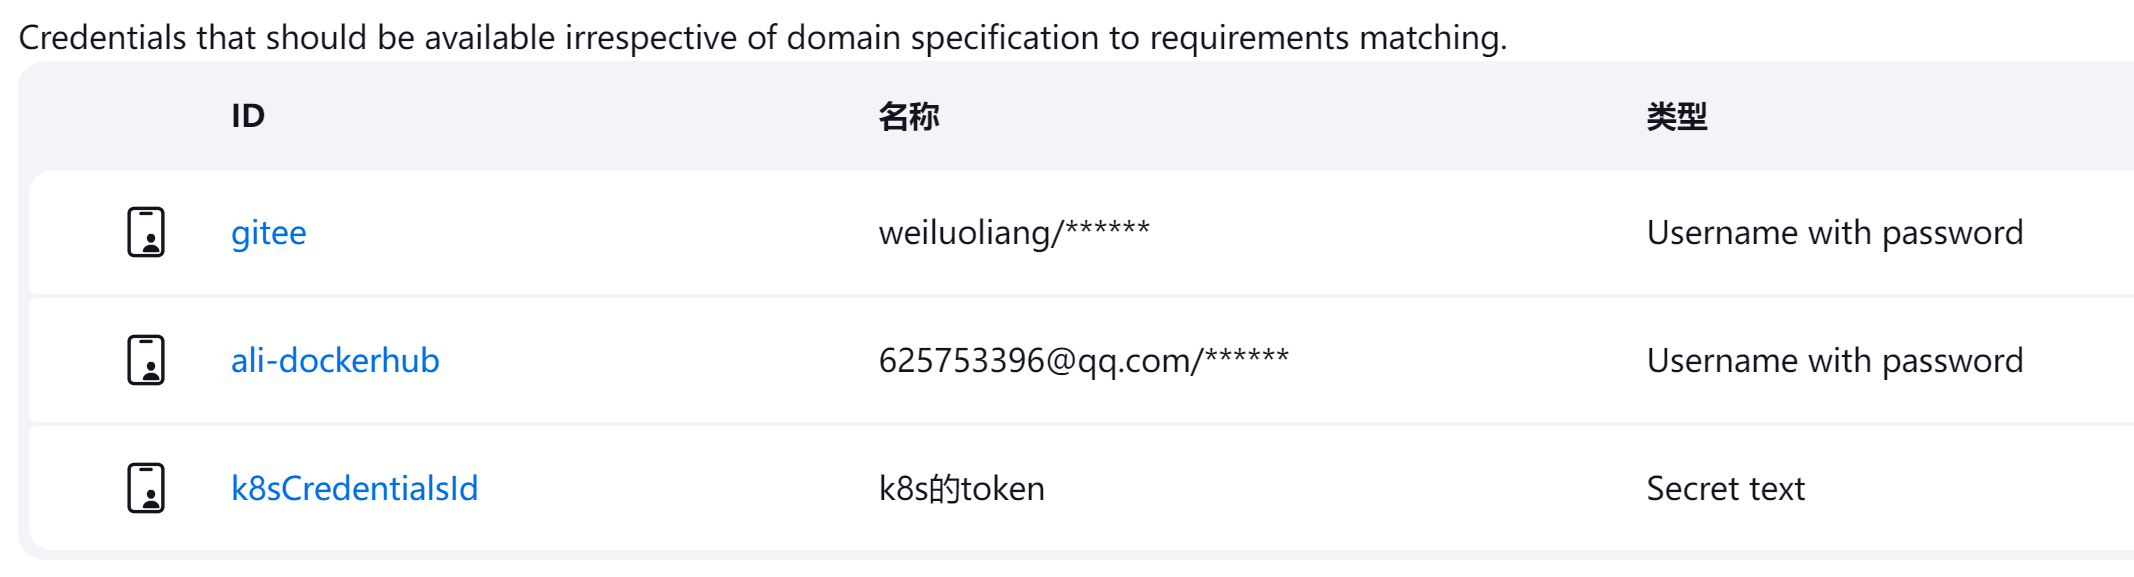 Credentials that should be available irrespective of domain specification to requirements matching.
ID 名称 类型
gitee weiluoliang/****** Username with password
ali-dockerhub 625753396@qq.com/****** Username with password
k8sCredentialsId k8s的token Secret text